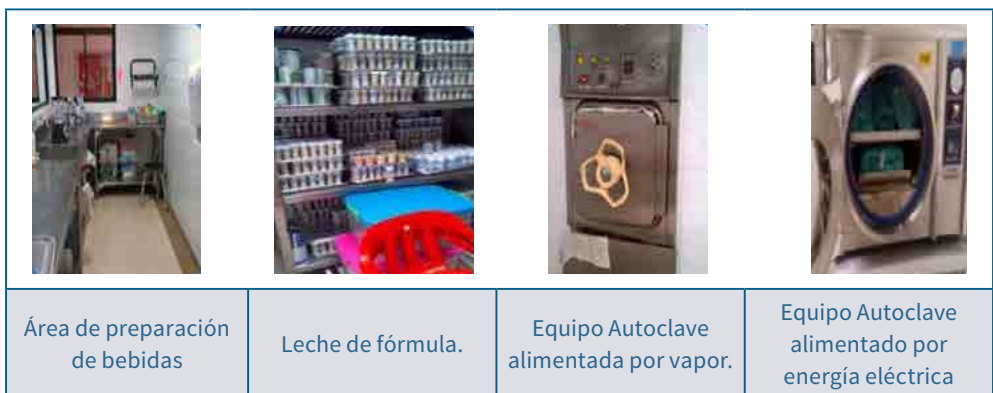 Área de preparación
de bebidas
Leche de fórmula.
Equipo Autoclave
alimentada por vapor.
Equipo Autoclave
alimentado por
energía eléctrica